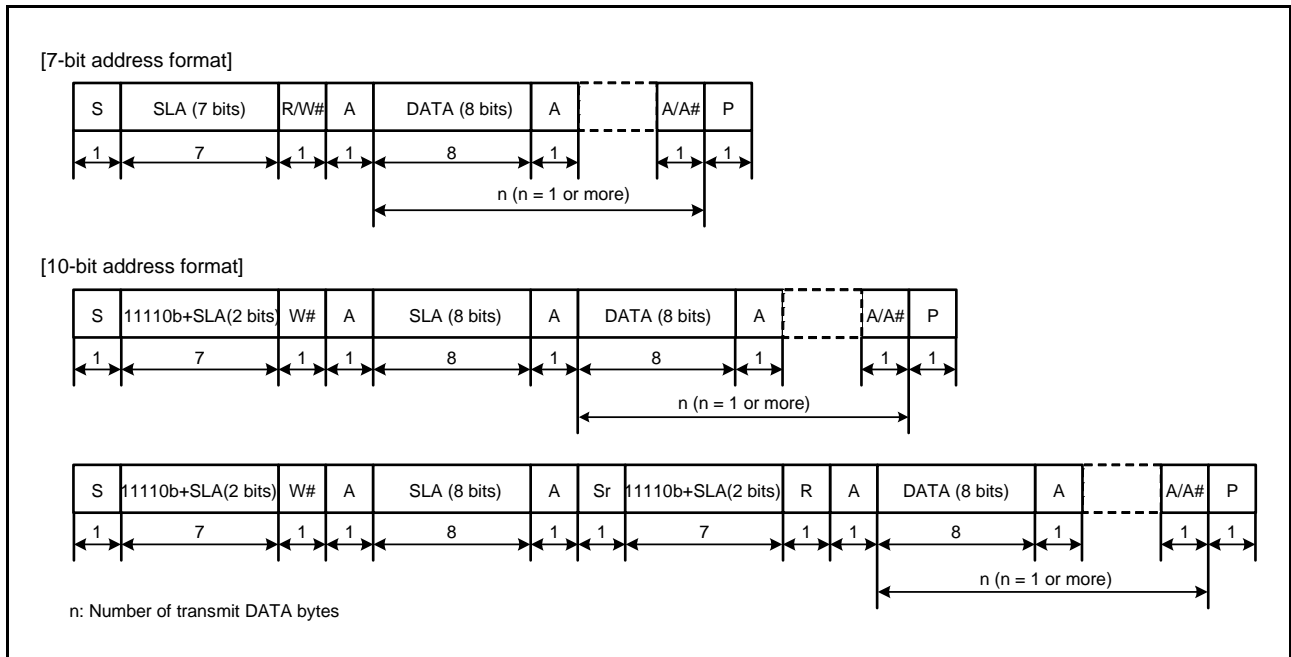 [7-bit address format]
S SLA (7 bits) R/W# A DATA (8 bits) A A/A# P
1 7 1 1 8 1 1 1
n (n = 1 or more)
[10-bit address format]
S 11110b+SLA(2 bits) W# A SLA (8 bits) A DATA (8 bits) A A/A# P
1 7 1 1 8 1 8 1 1 1
n (n = 1 or more)
S 11110b+SLA(2 bits) W# A SLA (8 bits) A Sr 11110b+SLA(2 bits) R A DATA (8 bits) A A/A# P
1 7 1 1 8 1 1 7 1 1 8 1 1 1
n (n = 1 or more)
n: Number of transmit DATA bytes